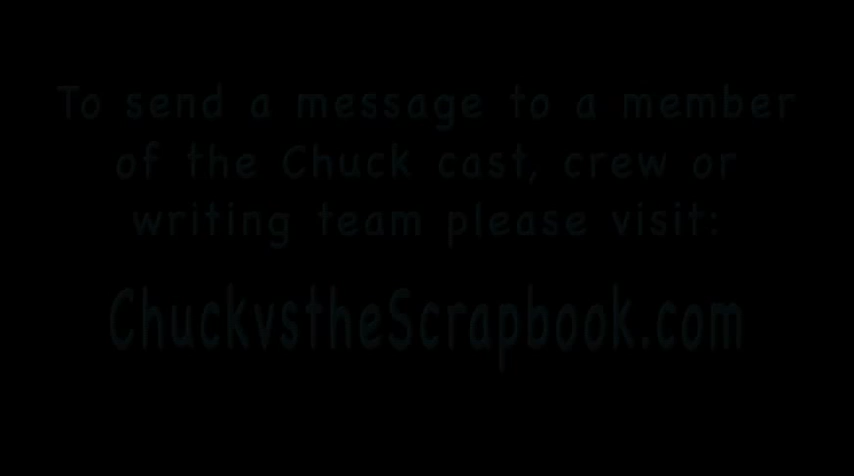 To send a message to a member
of the Chuck cast, crew or
writing team please visit:
ChuckvstheScrapbook.com